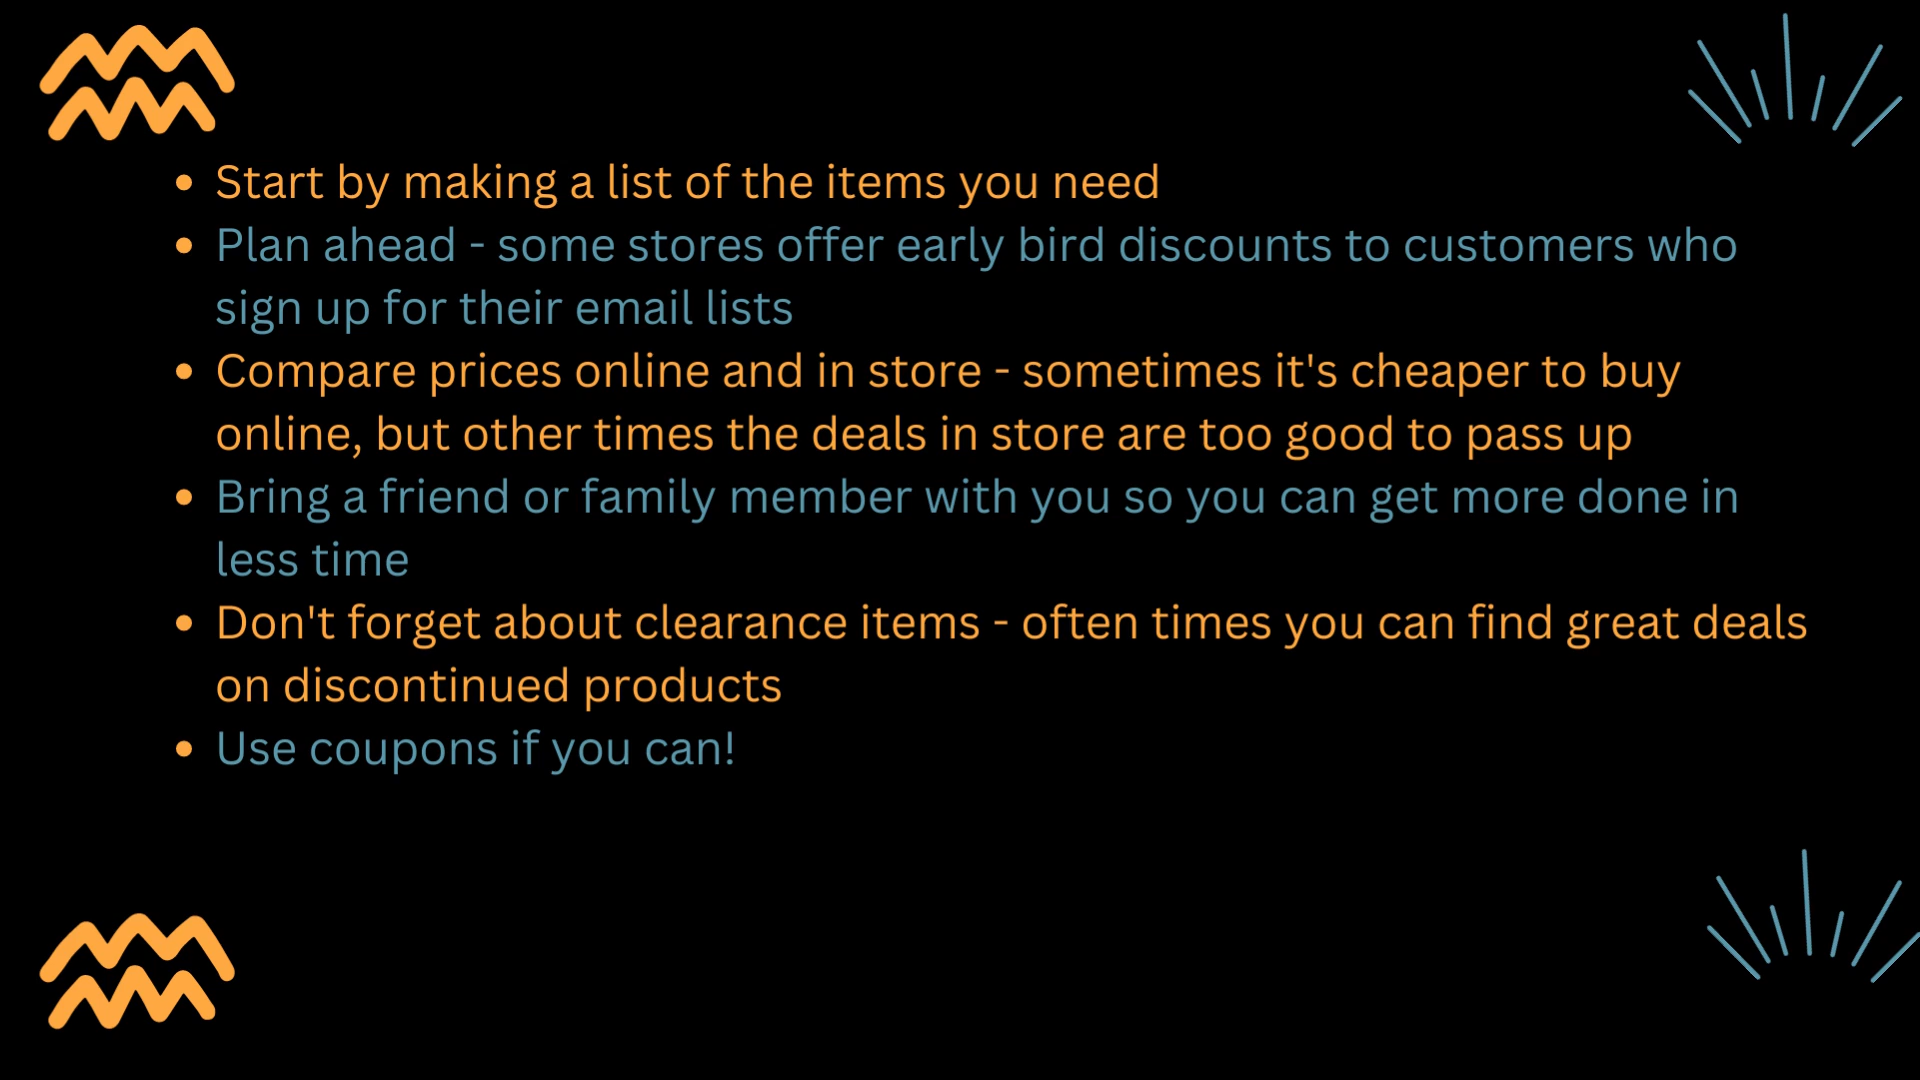 • Start by making a list of the items you need
• Plan ahead - some stores offer early bird discounts to customers who
sign up for their email lists
• Compare prices online and in store - sometimes it's cheaper to buy
online, but other times the deals in store are too good to pass up
• Bring a friend or family member with you so you can get more done in
less time
• Don't forget about clearance items - often times you can find great deals
on discontinued products
• Use coupons if you can!